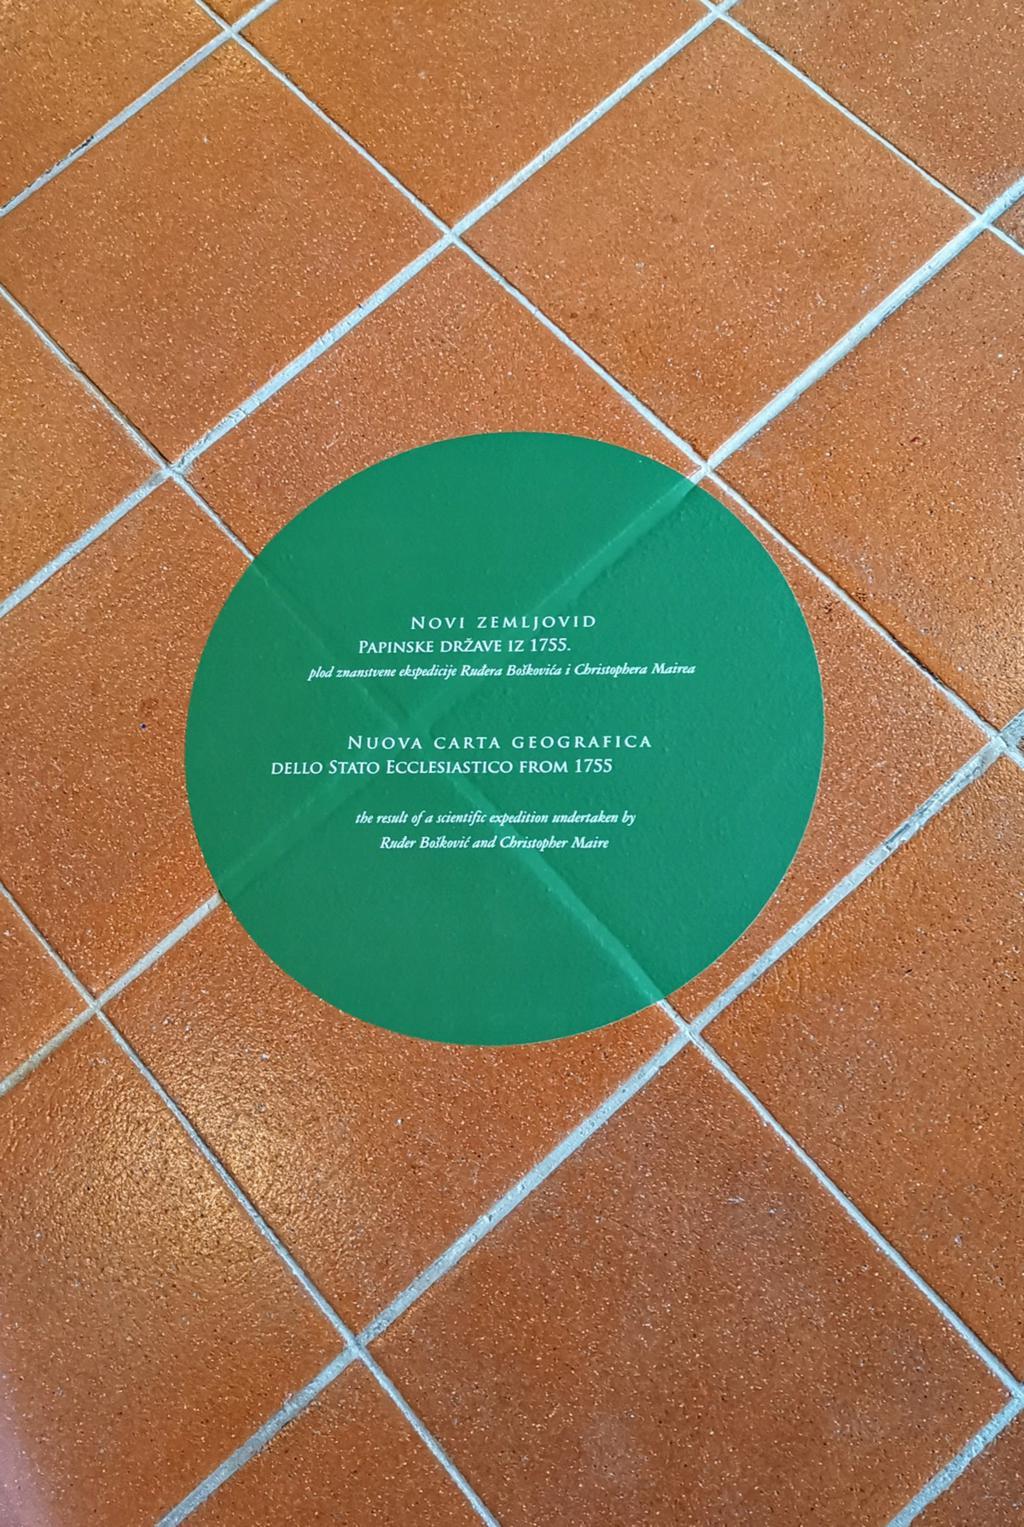 Novi zemljovid
Papinske države iz 1755.
plod znanstvene ekspedicije Ruđera Boškovića i Christophera Mairea
Nuova carta geografica
dello Stato Ecclesiastico from 1755
the result of a scientific expedition undertaken by
Ruđer Bošković and Christopher Maire